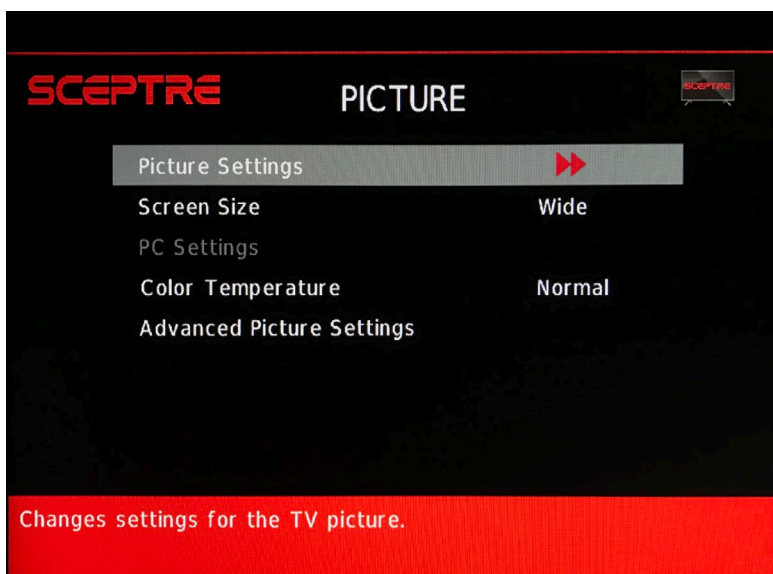 SCEPTRE
PICTURE
SCEPTRE
Picture Settings
Screen Size Wide
PC Settings
Color Temperature Normal
Advanced Picture Settings
Changes settings for the TV picture.